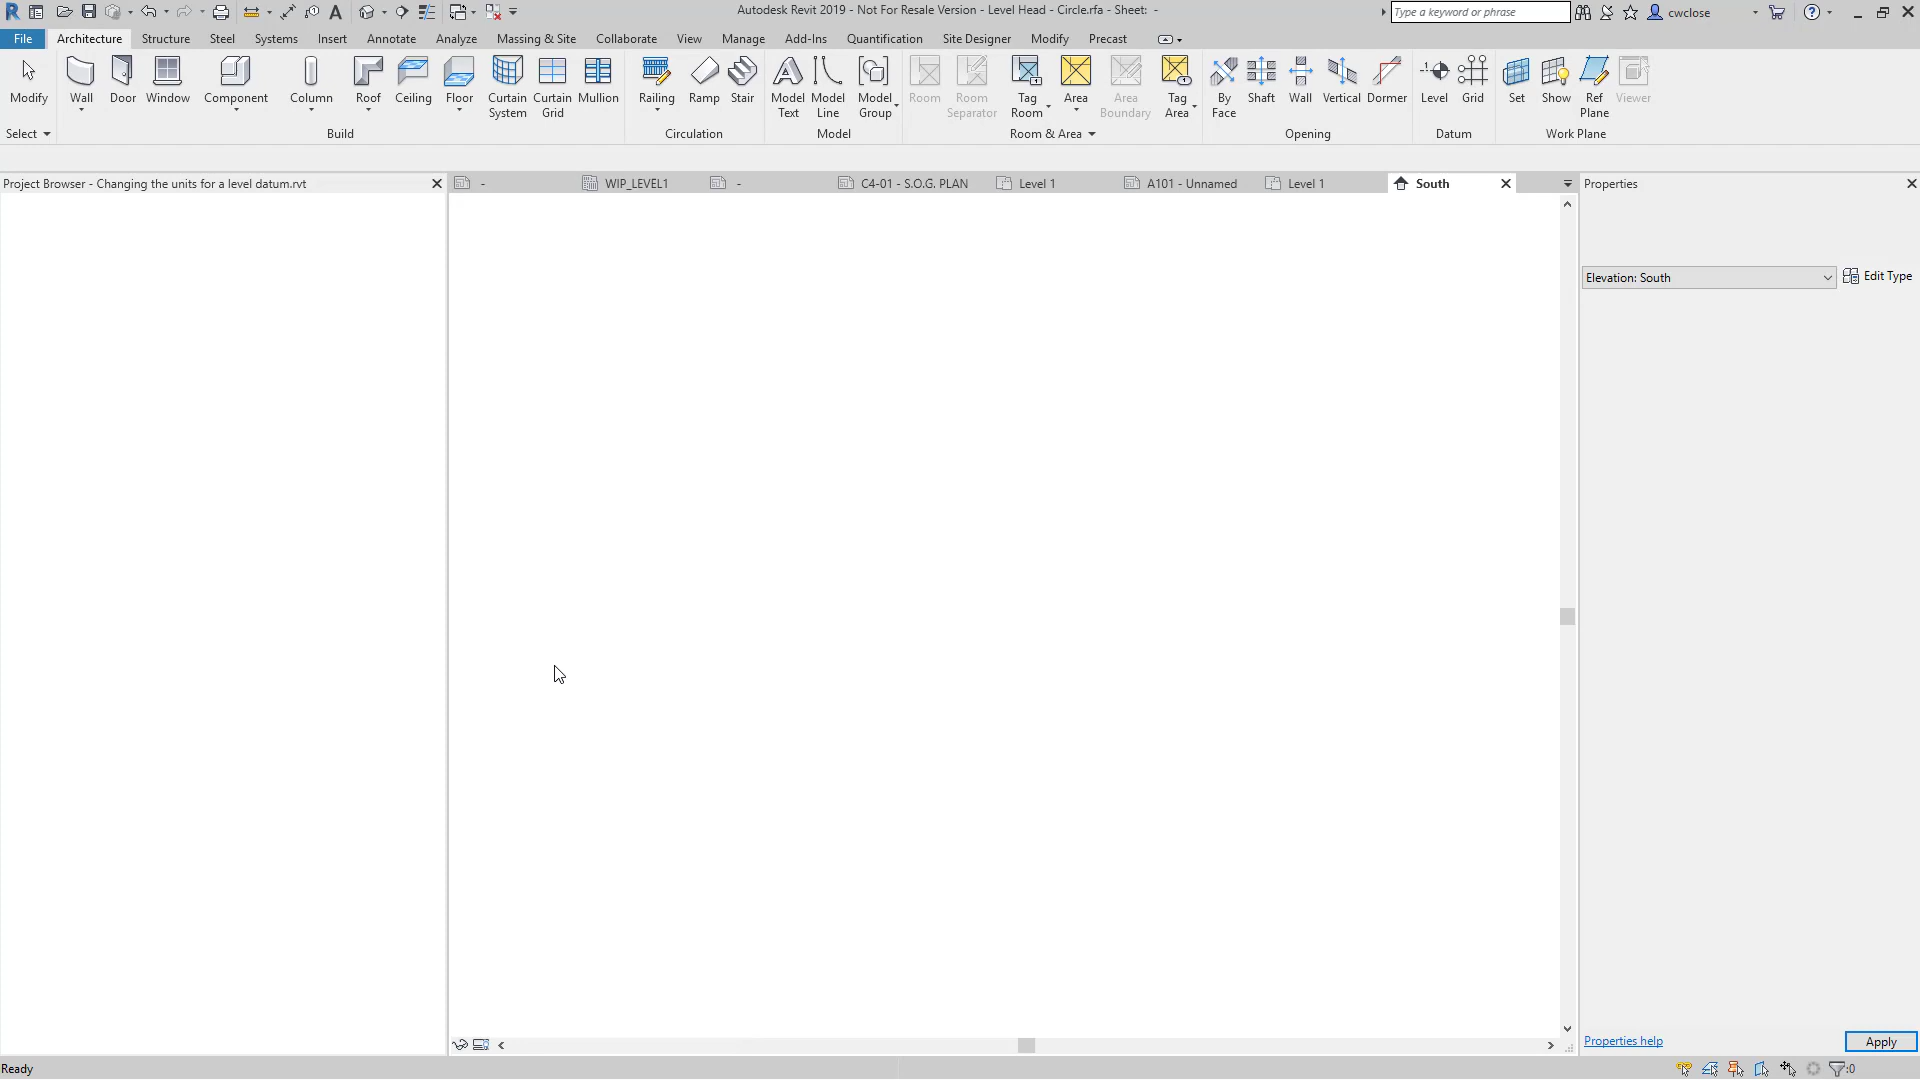 Autodesk Revit 2019 - Not For Resale Version - Level Head - Circle.rfa - Sheet: -
Type a keyword or phrase
cwclose
File Architecture Structure Steel Systems Insert Annotate Analyze Massing & Site Collaborate View Manage Add-Ins Quantification Site Designer Modify Precast
Modify Wall Door Window Component Column Roof Ceiling Floor Curtain System Curtain Grid Mullion Railing Ramp Stair Model Text Model Line Model Group Room Room Separator Tag Room Area Area Boundary Tag Area By Face Shaft Wall Vertical Dormer Level Grid Set Show Ref Plane Viewer
Select Build Circulation Model Room & Area Opening Datum Work Plane
Project Browser - Changing the units for a level datum.rvt
- WIP_LEVEL1 - C4-01 - S.O.G. PLAN Level 1 A101 - Unnamed Level 1 South
Properties
Elevation: South
Edit Type
Properties help
Apply
Ready
:0